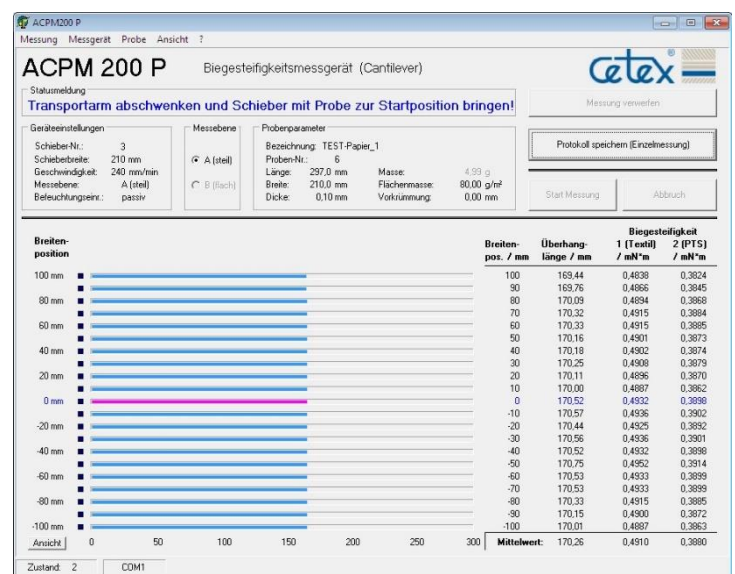 ACPM200 P
Messung Messgerät Probe Ansicht ?
ACPM 200 P Biegesteifigkeitsmessgerät (Cantilever) Cetex®
Statusmeldung
Transportarm abschwenken und Schieber mit Probe zur Startposition bringen!
Messung verwerfen
Geräteeinstellungen
Schieber-Nr.: 3
Schieberbreite: 210 mm
Geschwindigkeit: 240 mm/min
Messebene: A (steil)
Befeuchtungseinr.: passiv
Messebene
A (steil)
B (flach)
Probenparameter
Bezeichnung: TEST-Papier_1
Proben-Nr.: 6
Länge: 297,0 mm Masse: 4,99 g
Breite: 210,0 mm Flächenmasse: 80,00 g/m²
Dicke: 0,10 mm Vorkrümmung: 0,00 mm
Protokoll speichern (Einzelmessung)
Start Messung Abbruch
Breiten-
position
100 mm
80 mm
60 mm
40 mm
20 mm
0 mm
-20 mm
-40 mm
-60 mm
-80 mm
-100 mm
Ansicht 0 50 100 150 200 250 300
Biegesteifigkeit
Breiten- Überhang- 1 (Textil) 2 (PTS)
pos. / mm länge / mm / mN*m / mN*m
100 169,44 0,4838 0,3824
90 169,76 0,4866 0,3845
80 170,09 0,4894 0,3868
70 170,32 0,4915 0,3884
60 170,33 0,4915 0,3885
50 170,16 0,4901 0,3873
40 170,18 0,4902 0,3874
30 170,25 0,4908 0,3879
20 170,11 0,4896 0,3870
10 170,00 0,4887 0,3862
0 170,52 0,4932 0,3898
-10 170,57 0,4936 0,3902
-20 170,44 0,4925 0,3892
-30 170,56 0,4936 0,3901
-40 170,52 0,4932 0,3898
-50 170,75 0,4952 0,3914
-60 170,53 0,4933 0,3899
-70 170,53 0,4933 0,3899
-80 170,33 0,4915 0,3885
-90 170,15 0,4900 0,3872
-100 170,01 0,4887 0,3863
Mittelwert: 170,26 0,4910 0,3880
Zustand: 2 COM1